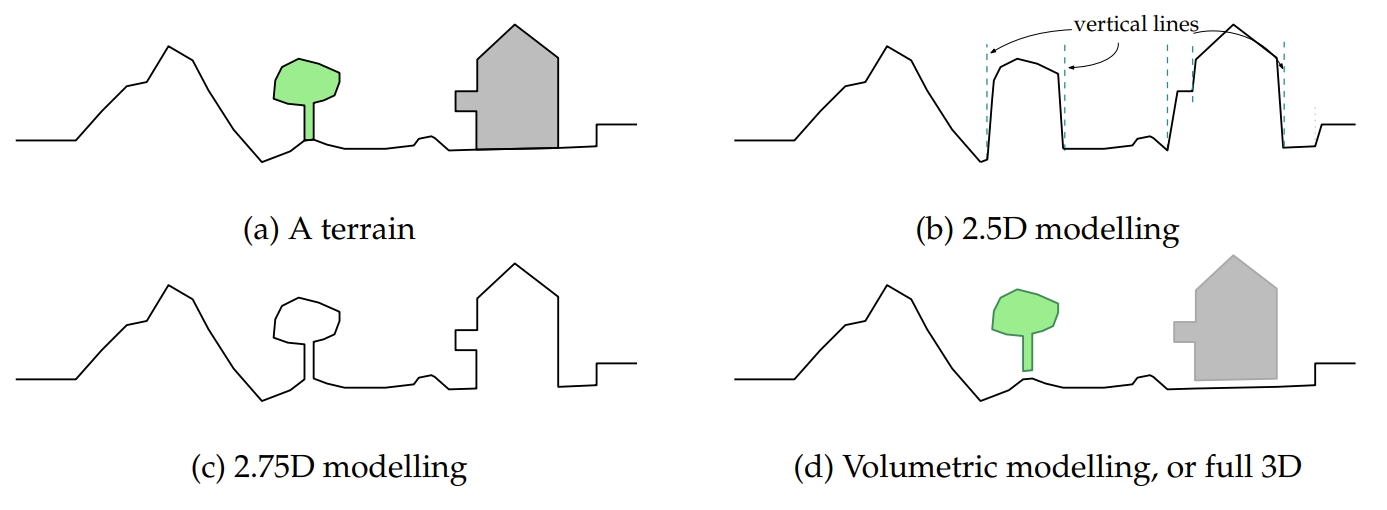 vertical lines
(a) A terrain
(b) 2.5D modelling
(c) 2.75D modelling
(d) Volumetric modelling, or full 3D